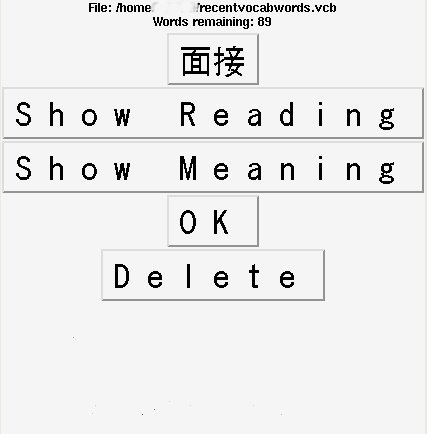 File: /home /recentvocabwords.vcb
Words remaining: 89
面接
Show Reading
Show Meaning
OK
Delete